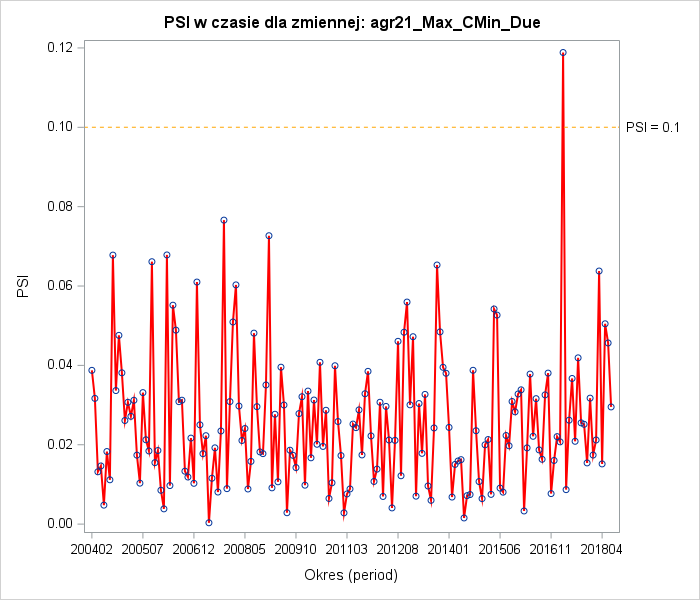 PSI w czasie dla zmiennej: agr21_Max_CMin_Due
0.12
0.10
PSI = 0.1
0.08
0.06
PSI
0.04
0.02
0.00
200402 200507 200612 200805 200910 201103 201208 201401 201506 201611 201804
Okres (period)